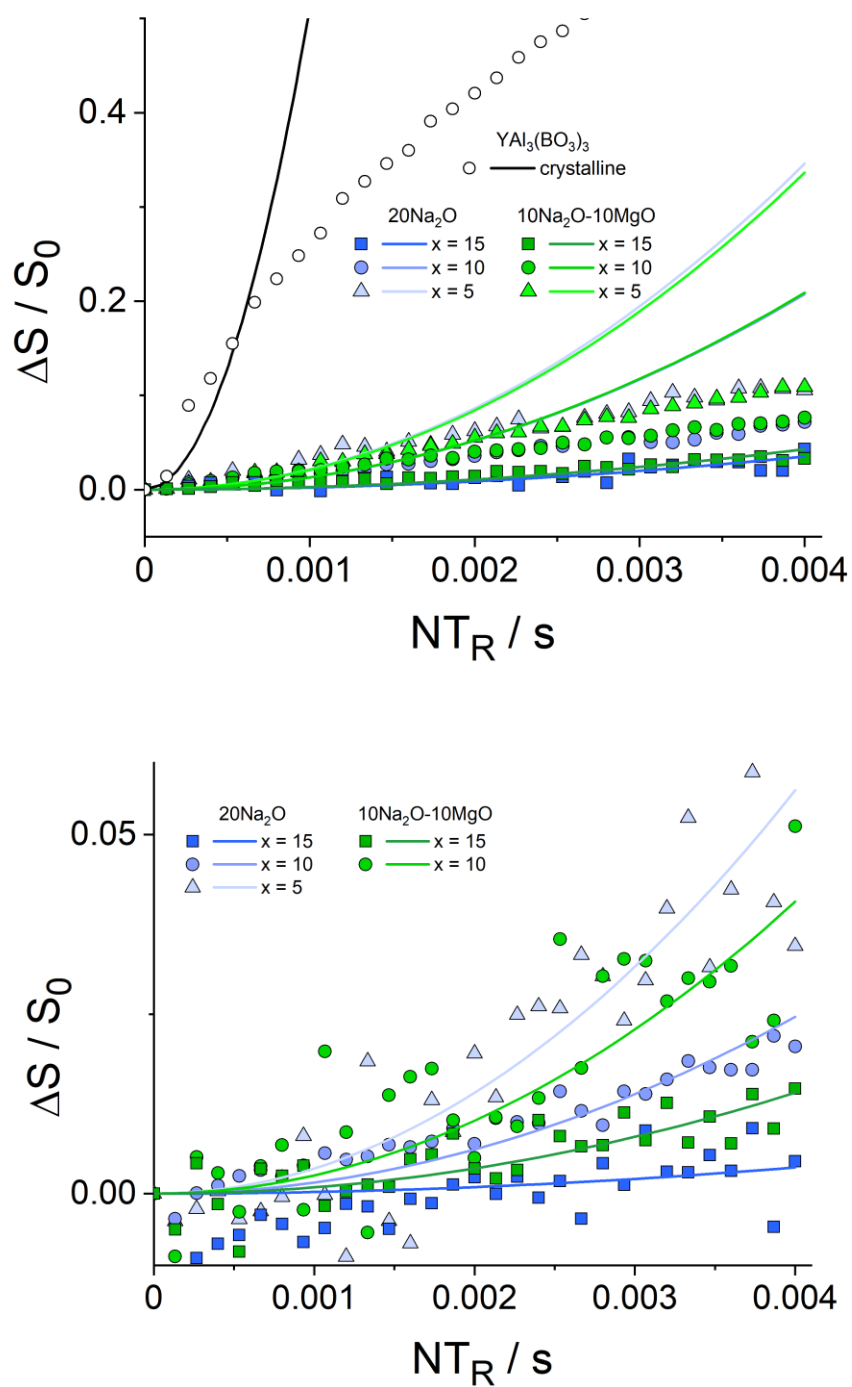 0.4
YAl₃(BO₃)₃
crystalline
20Na₂O 10Na₂O-10MgO
x = 15 x = 15
x = 10 x = 10
x = 5 x = 5
0.2
ΔS / S₀
0.0
0 0.001 0.002 0.003 0.004
NT_R / s
20Na₂O 10Na₂O-10MgO
0.05
x = 15 x = 15
x = 10 x = 10
x = 5
ΔS / S₀
0.00
0 0.001 0.002 0.003 0.004
NT_R / s